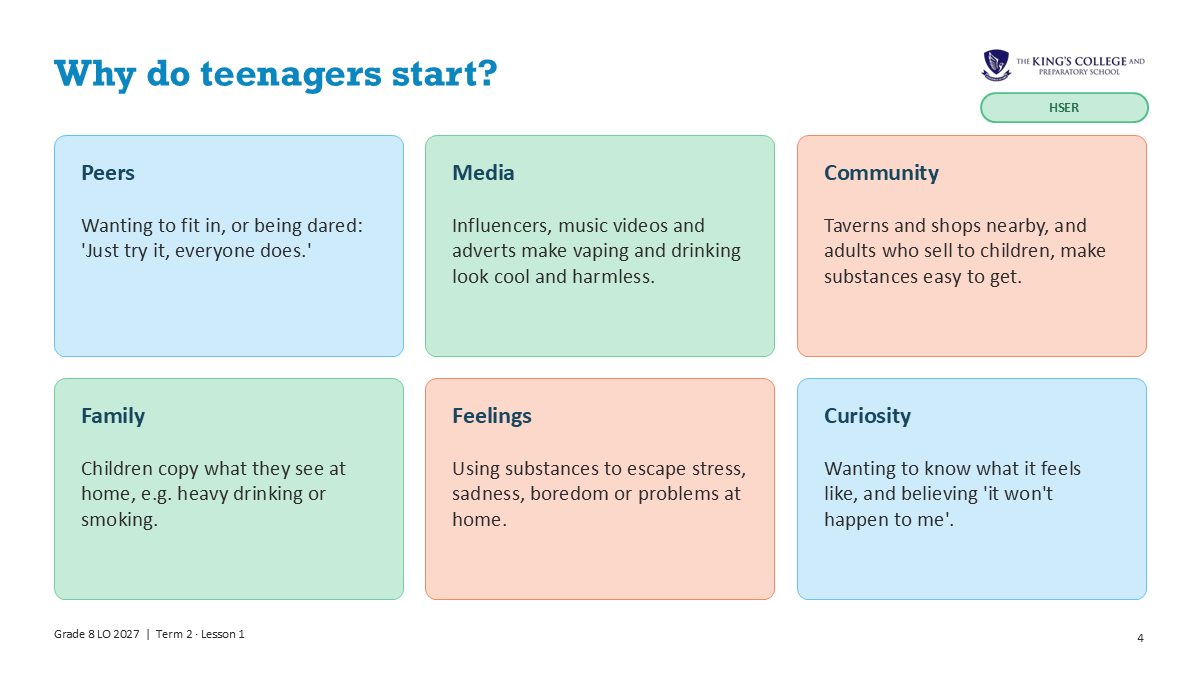 Why do teenagers start?
THE KING'S COLLEGE AND
PREPARATORY SCHOOL
HSER
Peers
Wanting to fit in, or being dared:
'Just try it, everyone does.'
Media
Influencers, music videos and
adverts make vaping and drinking
look cool and harmless.
Community
Taverns and shops nearby, and
adults who sell to children, make
substances easy to get.
Family
Children copy what they see at
home, e.g. heavy drinking or
smoking.
Feelings
Using substances to escape stress,
sadness, boredom or problems at
home.
Curiosity
Wanting to know what it feels
like, and believing 'it won't
happen to me'.
Grade 8 LO 2027 | Term 2 · Lesson 1
4